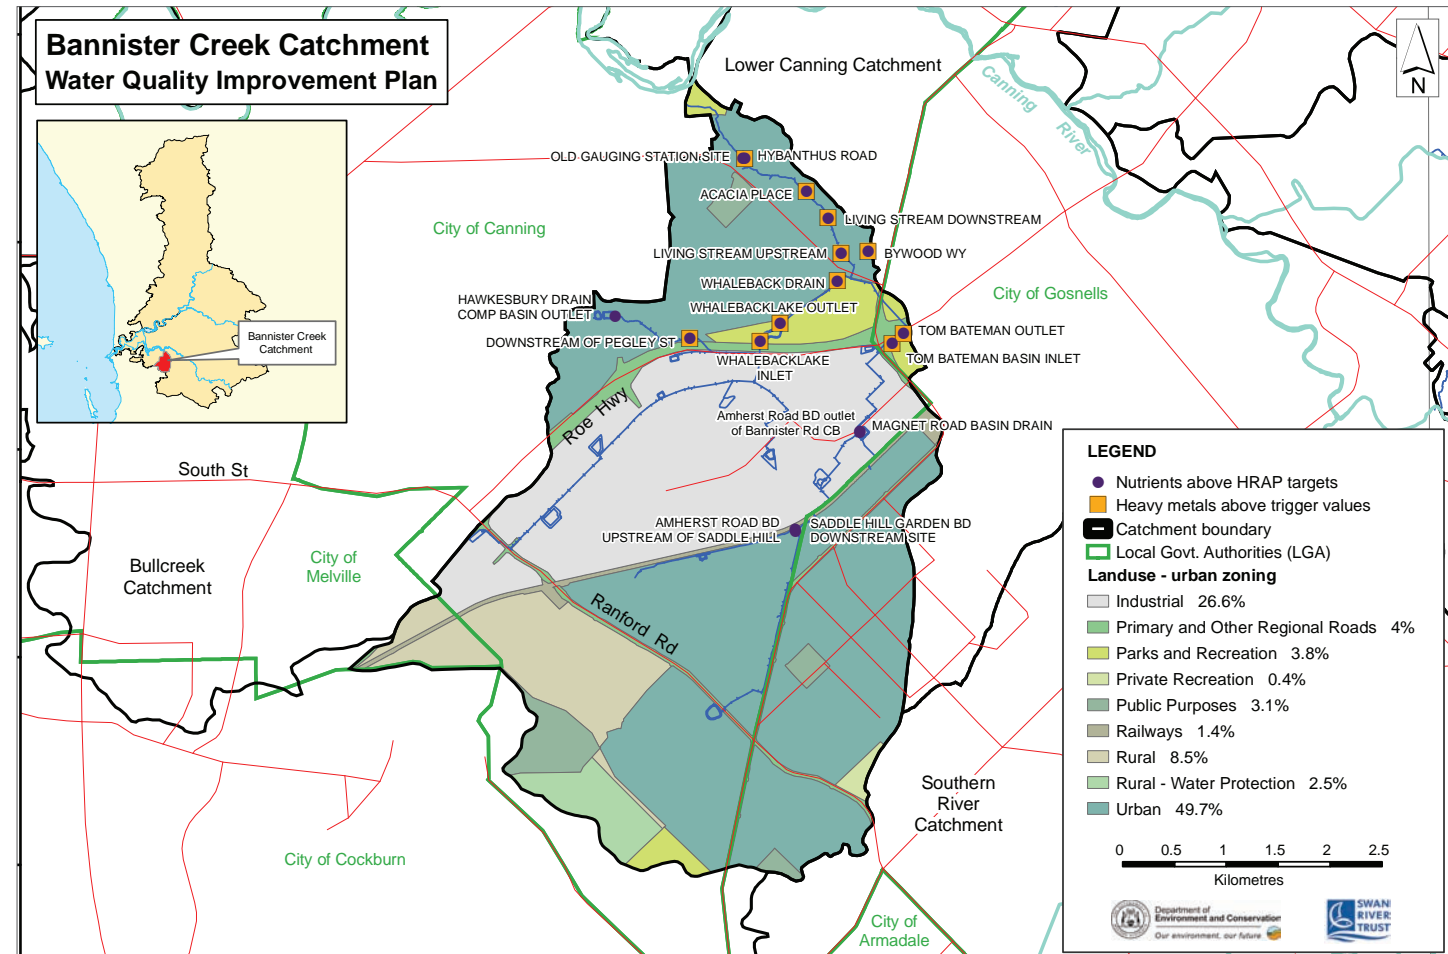 Bannister Creek Catchment
Water Quality Improvement Plan
Lower Canning Catchment
N
Canning
River
OLD GAUGING STATION SITE
HYBANTHUS ROAD
ACACIA PLACE
LIVING STREAM DOWNSTREAM
City of Canning
LIVING STREAM UPSTREAM
BYWOOD WY
WHALEBACK DRAIN
City of Gosnells
HAWKESBURY DRAIN
COMP BASIN OUTLET
WHALEBACKLAKE OUTLET
DOWNSTREAM OF PEGLEY ST
TOM BATEMAN OUTLET
TOM BATEMAN BASIN INLET
WHALEBACKLAKE
INLET
Bannister Creek
Catchment
Roe Hwy
Amherst Road BD outlet
of Bannister Rd CB
MAGNET ROAD BASIN DRAIN
South St
AMHERST ROAD BD
UPSTREAM OF SADDLE HILL
SADDLE HILL GARDEN BD
DOWNSTREAM SITE
Bullcreek
Catchment
City of
Melville
Ranford Rd
Southern
River
Catchment
City of Cockburn
City of
Armadale
LEGEND
Nutrients above HRAP targets
Heavy metals above trigger values
Catchment boundary
Local Govt. Authorities (LGA)
Landuse - urban zoning
Industrial 26.6%
Primary and Other Regional Roads 4%
Parks and Recreation 3.8%
Private Recreation 0.4%
Public Purposes 3.1%
Railways 1.4%
Rural 8.5%
Rural - Water Protection 2.5%
Urban 49.7%
0 0.5 1 1.5 2 2.5
Kilometres
Department of
Environment and Conservation
Our environment, our future
SWAN
RIVER
TRUST